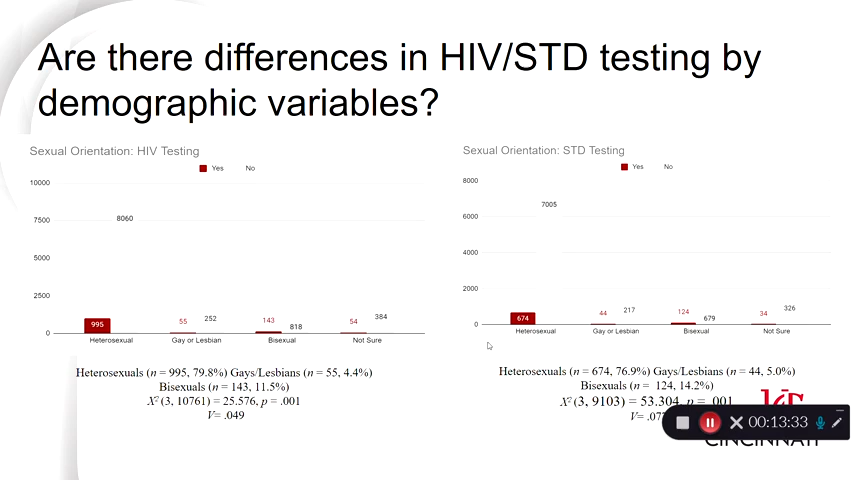 Are there differences in HIV/STD testing by
demographic variables?
Sexual Orientation: HIV Testing
Yes No
10000
7500
5000
2500
0
8060
995
55
252
143
818
54
384
Heterosexual Gay or Lesbian Bisexual Not Sure
Heterosexuals (n = 995, 79.8%) Gays/Lesbians (n = 55, 4.4%)
Bisexuals (n = 143, 11.5%)
X² (3, 10761) = 25.576, p = .001
V= .049
Sexual Orientation: STD Testing
Yes No
8000
6000
4000
2000
0
7005
674
44
217
124
679
34
326
Heterosexual Gay or Lesbian Bisexual Not Sure
Heterosexuals (n = 674, 76.9%) Gays/Lesbians (n = 44, 5.0%)
Bisexuals (n = 124, 14.2%)
X² (3, 9103) = 53.304, p = .001
V=
00:13:33
CINCINNATI